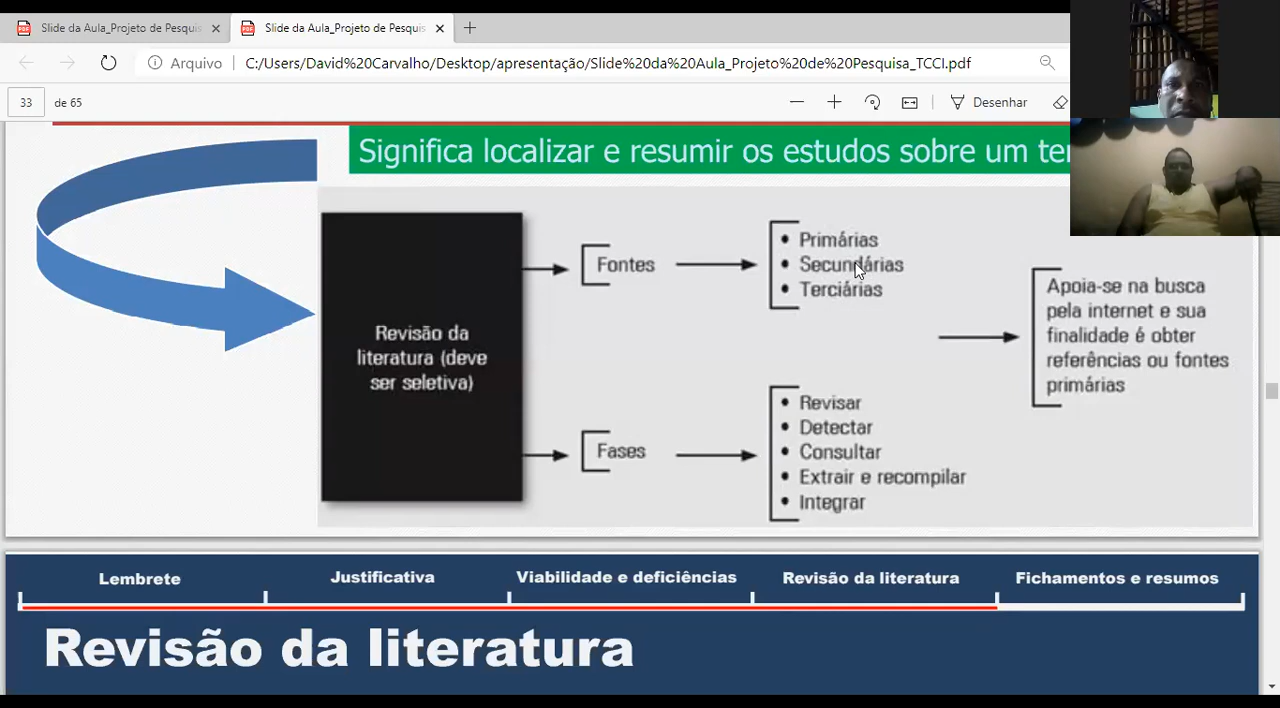 Slide da Aula_Projeto de Pesquis
Slide da Aula_Projeto de Pesquis
Arquivo
C:/Users/David%20Carvalho/Desktop/apresentação/Slide%20da%20Aula_Projeto%20de%20Pesquisa_TCCI.pdf
33 de 65
Desenhar
Significa localizar e resumir os estudos sobre um
Revisão da
literatura (deve
ser seletiva)
Fontes
• Primárias
• Secundárias
• Terciárias
Apoia-se na busca
pela internet e sua
finalidade é obter
referências ou fontes
primárias
Fases
• Revisar
• Detectar
• Consultar
• Extrair e recompilar
• Integrar
Lembrete
Justificativa
Viabilidade e deficiências
Revisão da literatura
Fichamentos e resumos
Revisão da literatura